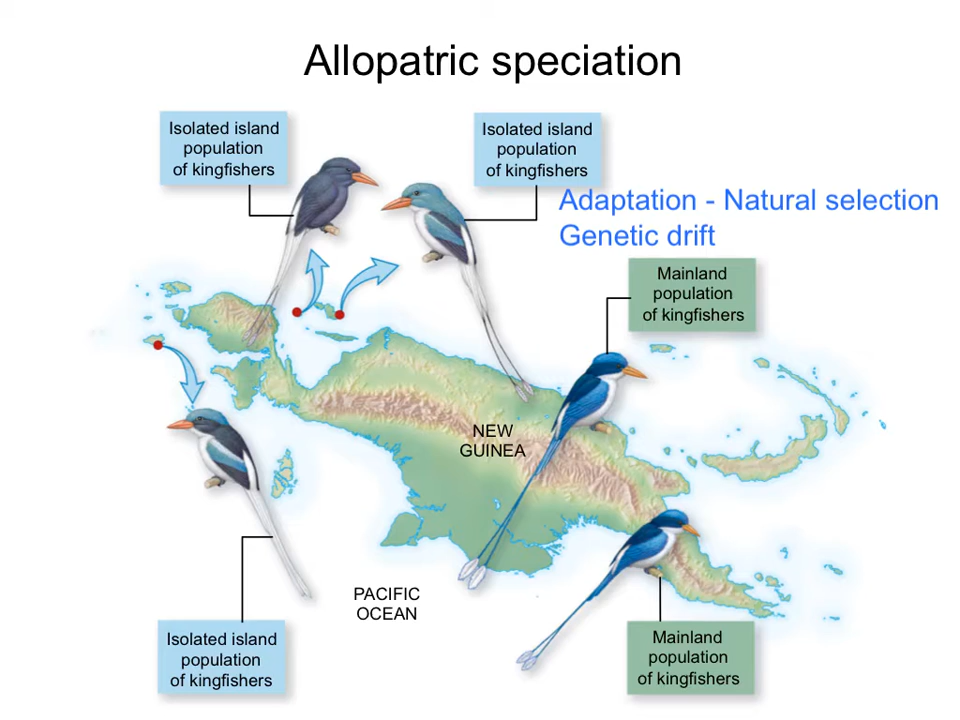 Allopatric speciation
Isolated island
population
of kingfishers
Isolated island
population
of kingfishers
Adaptation - Natural selection
Genetic drift
Mainland
population
of kingfishers
NEW
GUINEA
PACIFIC
OCEAN
Isolated island
population
of kingfishers
Mainland
population
of kingfishers